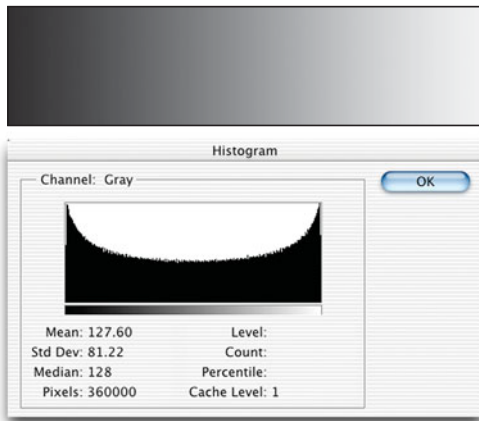 Histogram
Channel: Gray
OK
Mean: 127.60
Level:
Std Dev: 81.22
Count:
Median: 128
Percentile:
Pixels: 360000
Cache Level: 1